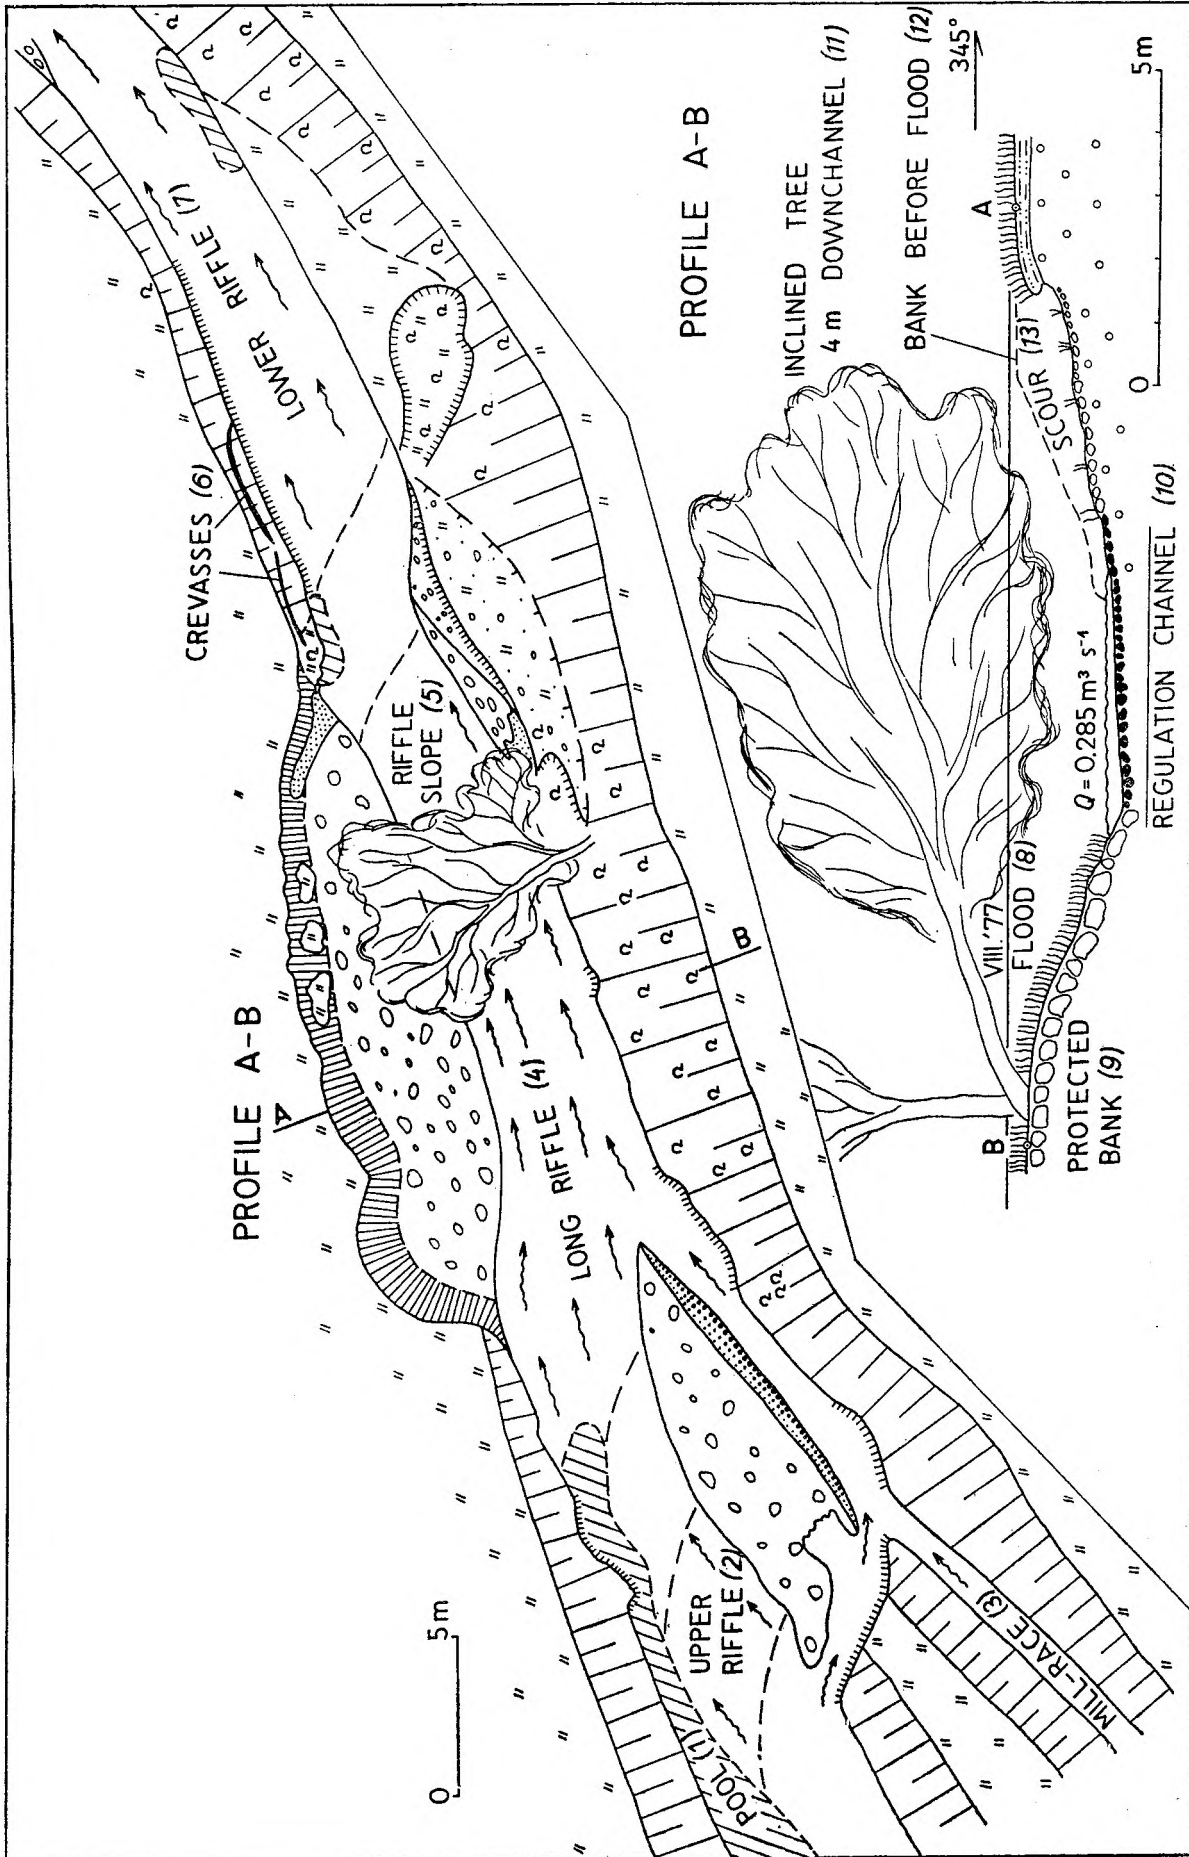 PROFILE A-B
A
B
0 5m
POOL (1)
UPPER
RIFFLE (2)
MILL-RACE (3)
LONG RIFFLE (4)
RIFFLE
SLOPE (5)
CREVASSES (6)
LOWER RIFFLE (7)
PROFILE A-B
INCLINED TREE
4 m DOWNCHANNEL (11)
BANK BEFORE FLOOD (12)
345°
A
B
VIII.'77
FLOOD (8)
SCOUR (13)
Q = 0.285 m³ s⁻¹
PROTECTED
BANK (9)
REGULATION CHANNEL (10)
0 5m